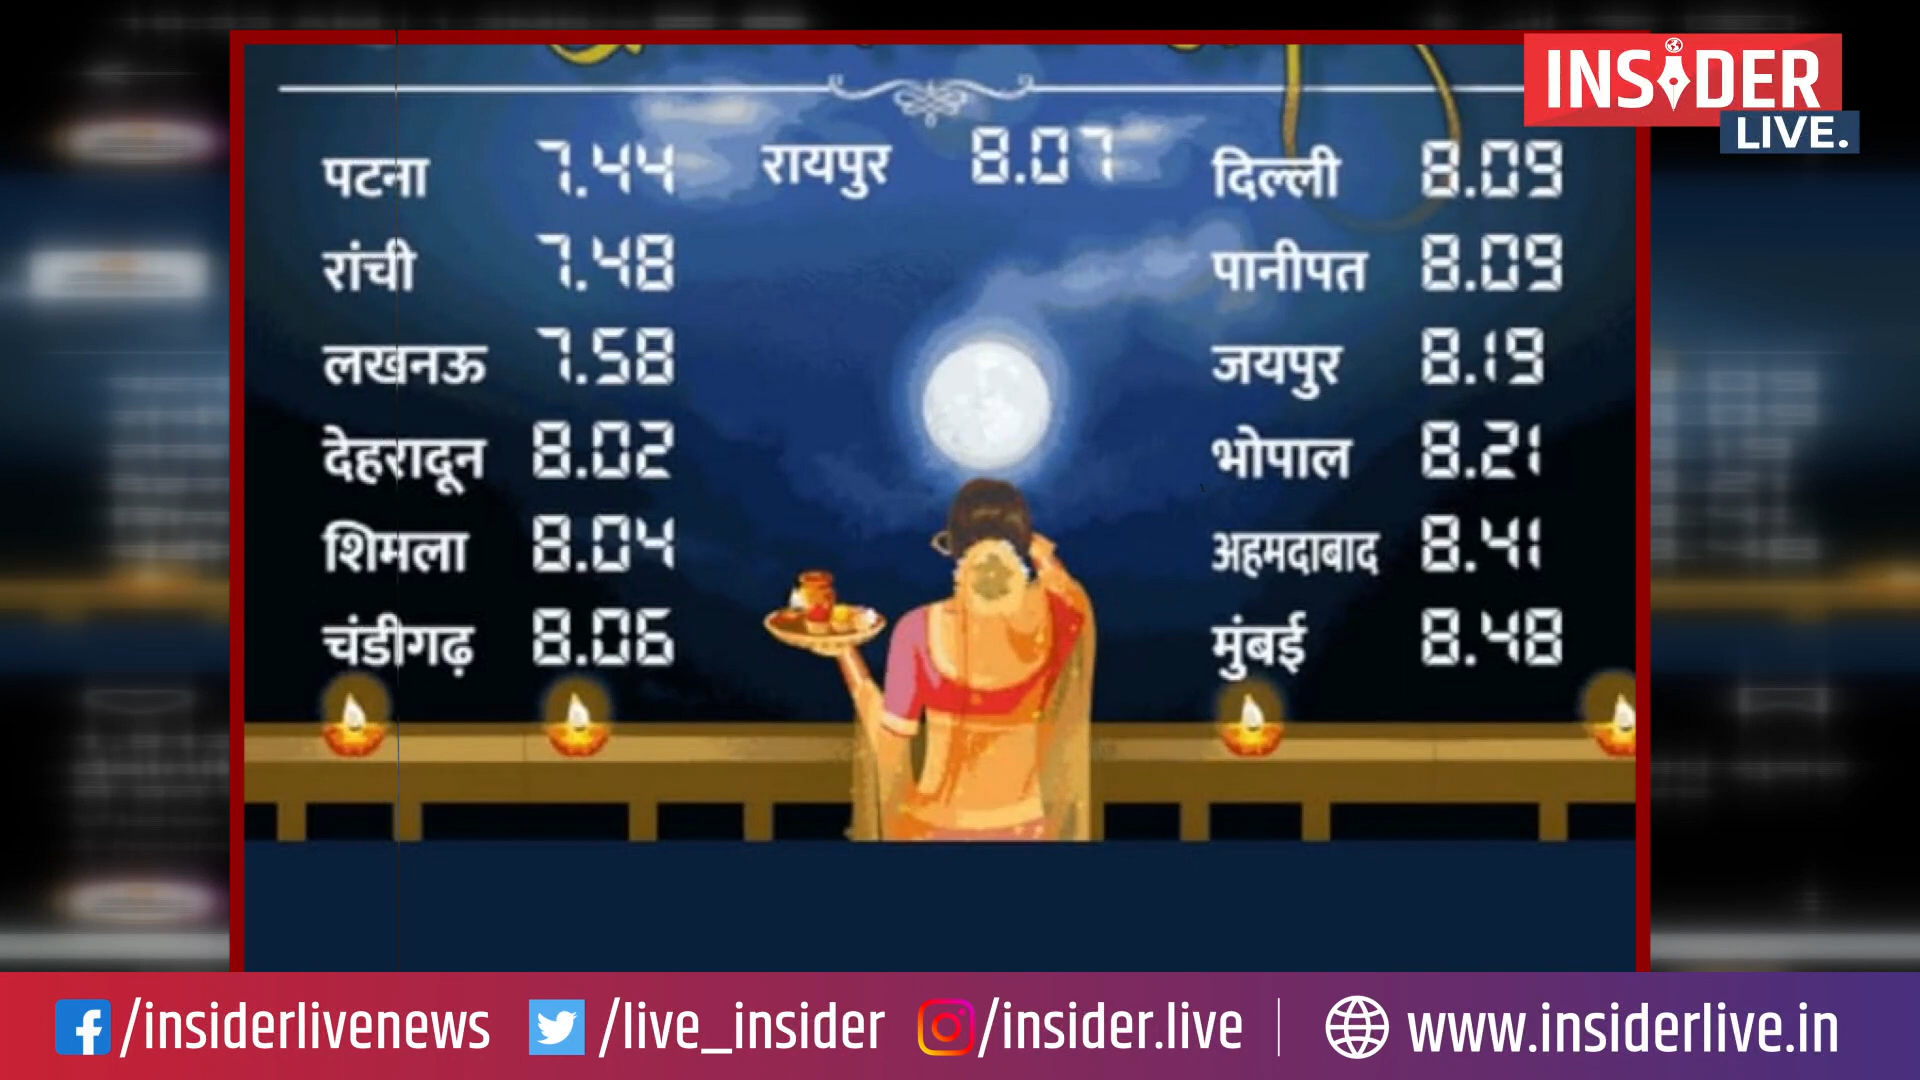 INSIDER
LIVE.
पटना 7.44 रायपुर 8.07 दिल्ली 8.09
रांची 7.48 पानीपत 8.09
लखनऊ 7.58 जयपुर 8.19
देहरादून 8.02 भोपाल 8.21
शिमला 8.04 अहमदाबाद 8.41
चंडीगढ़ 8.06 मुंबई 8.48
/insiderlivenews /live_insider /insider.live www.insiderlive.in